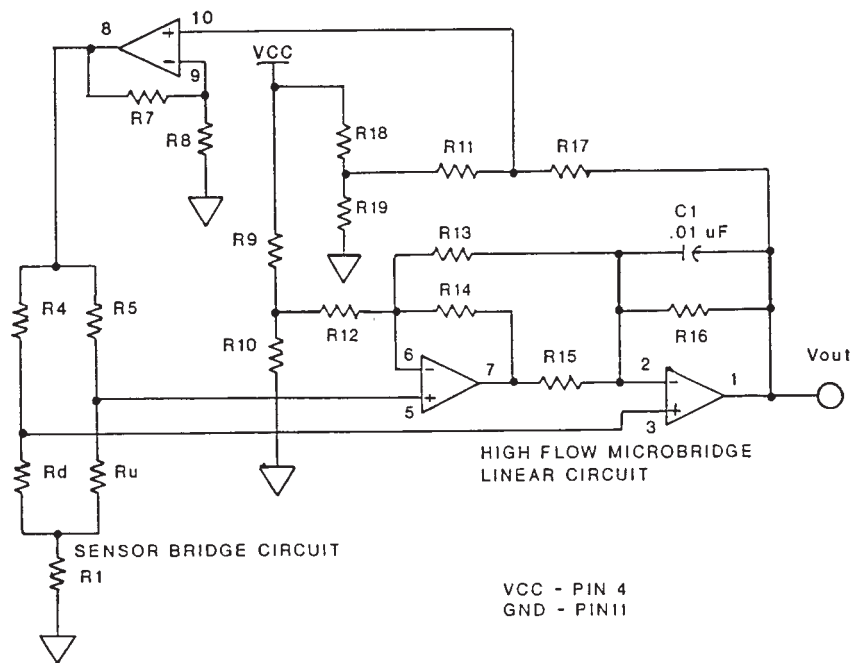 8
10
+
-
9
VCC
R7
R8
R18
R11
R17
C1
.01 uF
R19
R9
R13
R4
R5
R14
R12
R10
6
-
7
R15
R16
Vout
5
+
2
-
1
3
+
HIGH FLOW MICROBRIDGE
LINEAR CIRCUIT
Rd
Ru
SENSOR BRIDGE CIRCUIT
R1
VCC - PIN 4
GND - PIN11